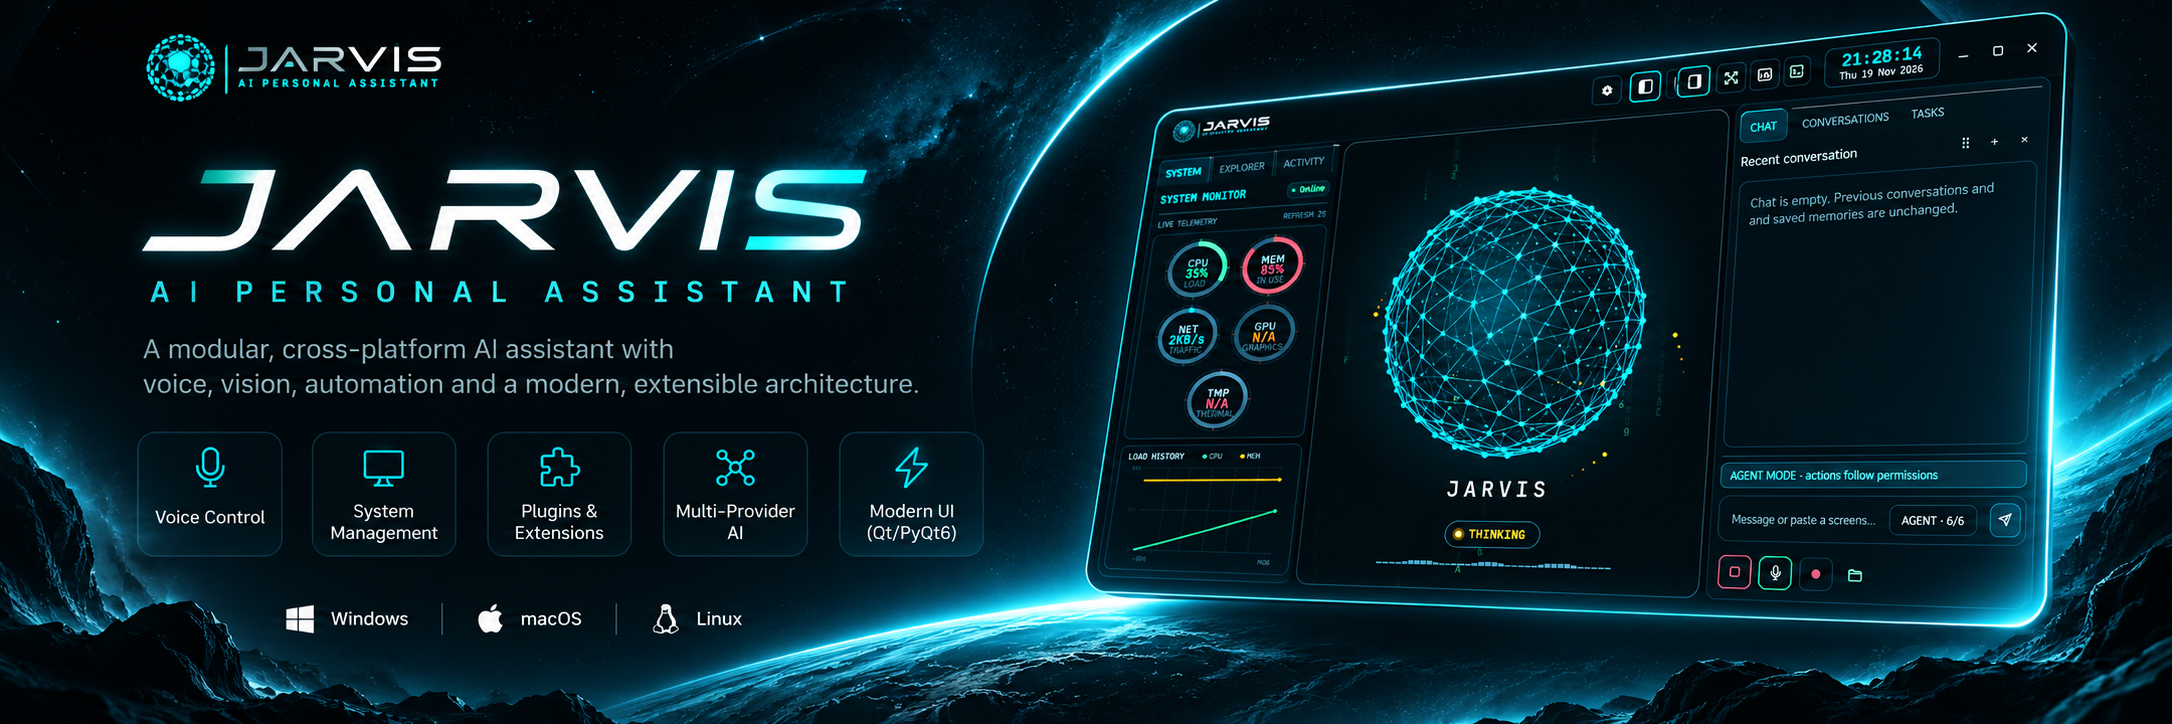 JARVIS
AI PERSONAL ASSISTANT
JARVIS
AI PERSONAL ASSISTANT
A modular, cross-platform AI assistant with
voice, vision, automation and a modern, extensible architecture.
Voice Control
System
Management
Plugins &
Extensions
Multi-Provider
AI
Modern UI
(Qt/PyQt6)
Windows
macOS
Linux
21:28:14
Thu 19 Nov 2026
JARVIS
SYSTEM
EXPLORER
ACTIVITY
SYSTEM MONITOR
Online
LIVE TELEMETRY
REFRESH 2S
CPU
35%
LOAD
MEM
85%
IN USE
NET
2KB/s
TRAFFIC
GPU
N/A
GRAPHICS
TMP
N/A
THERMAL
LOAD HISTORY
CPU
MEM
JARVIS
THINKING
CHAT
CONVERSATIONS
TASKS
Recent conversation
Chat is empty. Previous conversations and
and saved memories are unchanged.
AGENT MODE - actions follow permissions
Message or paste a screens...
AGENT · 6/6